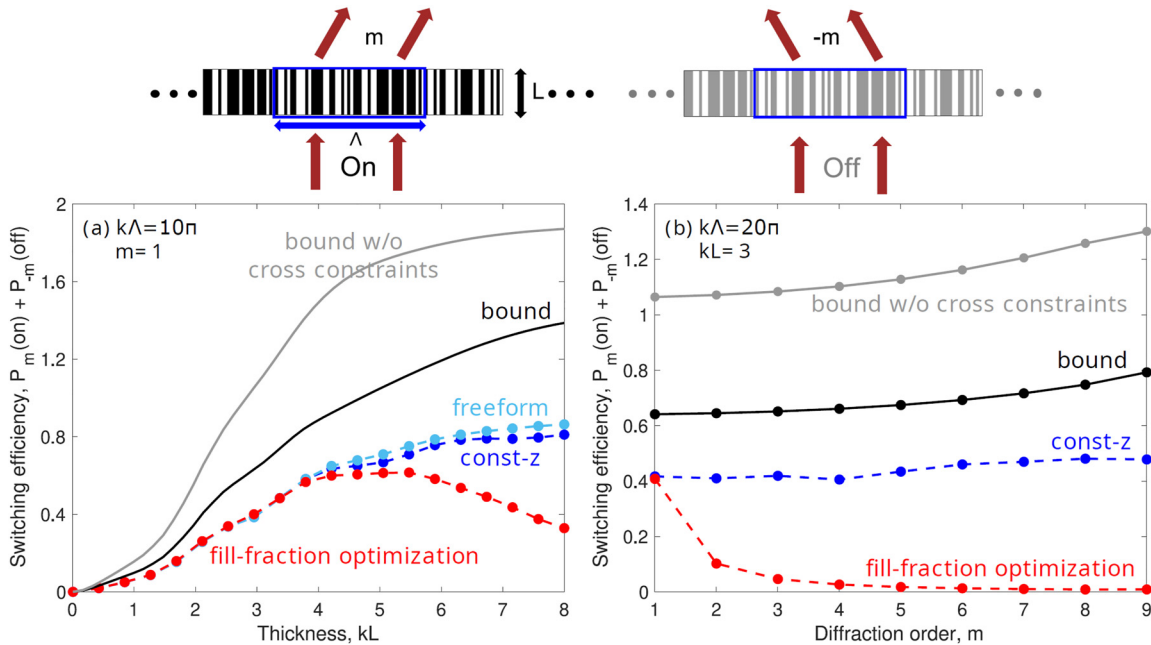 m
-m
L
Λ
On
Off
(a) kΛ=10π
m= 1
bound w/o
cross constraints
bound
freeform
const-z
fill-fraction optimization
Switching efficiency, P_m(on) + P_-m(off)
2
1.6
1.2
0.8
0.4
0
0 1 2 3 4 5 6 7 8
Thickness, kL
(b) kΛ=20π
kL= 3
bound w/o cross constraints
bound
const-z
fill-fraction optimization
Switching efficiency, P_m(on) + P_-m(off)
1.4
1.2
1
0.8
0.6
0.4
0.2
0
1 2 3 4 5 6 7 8 9
Diffraction order, m